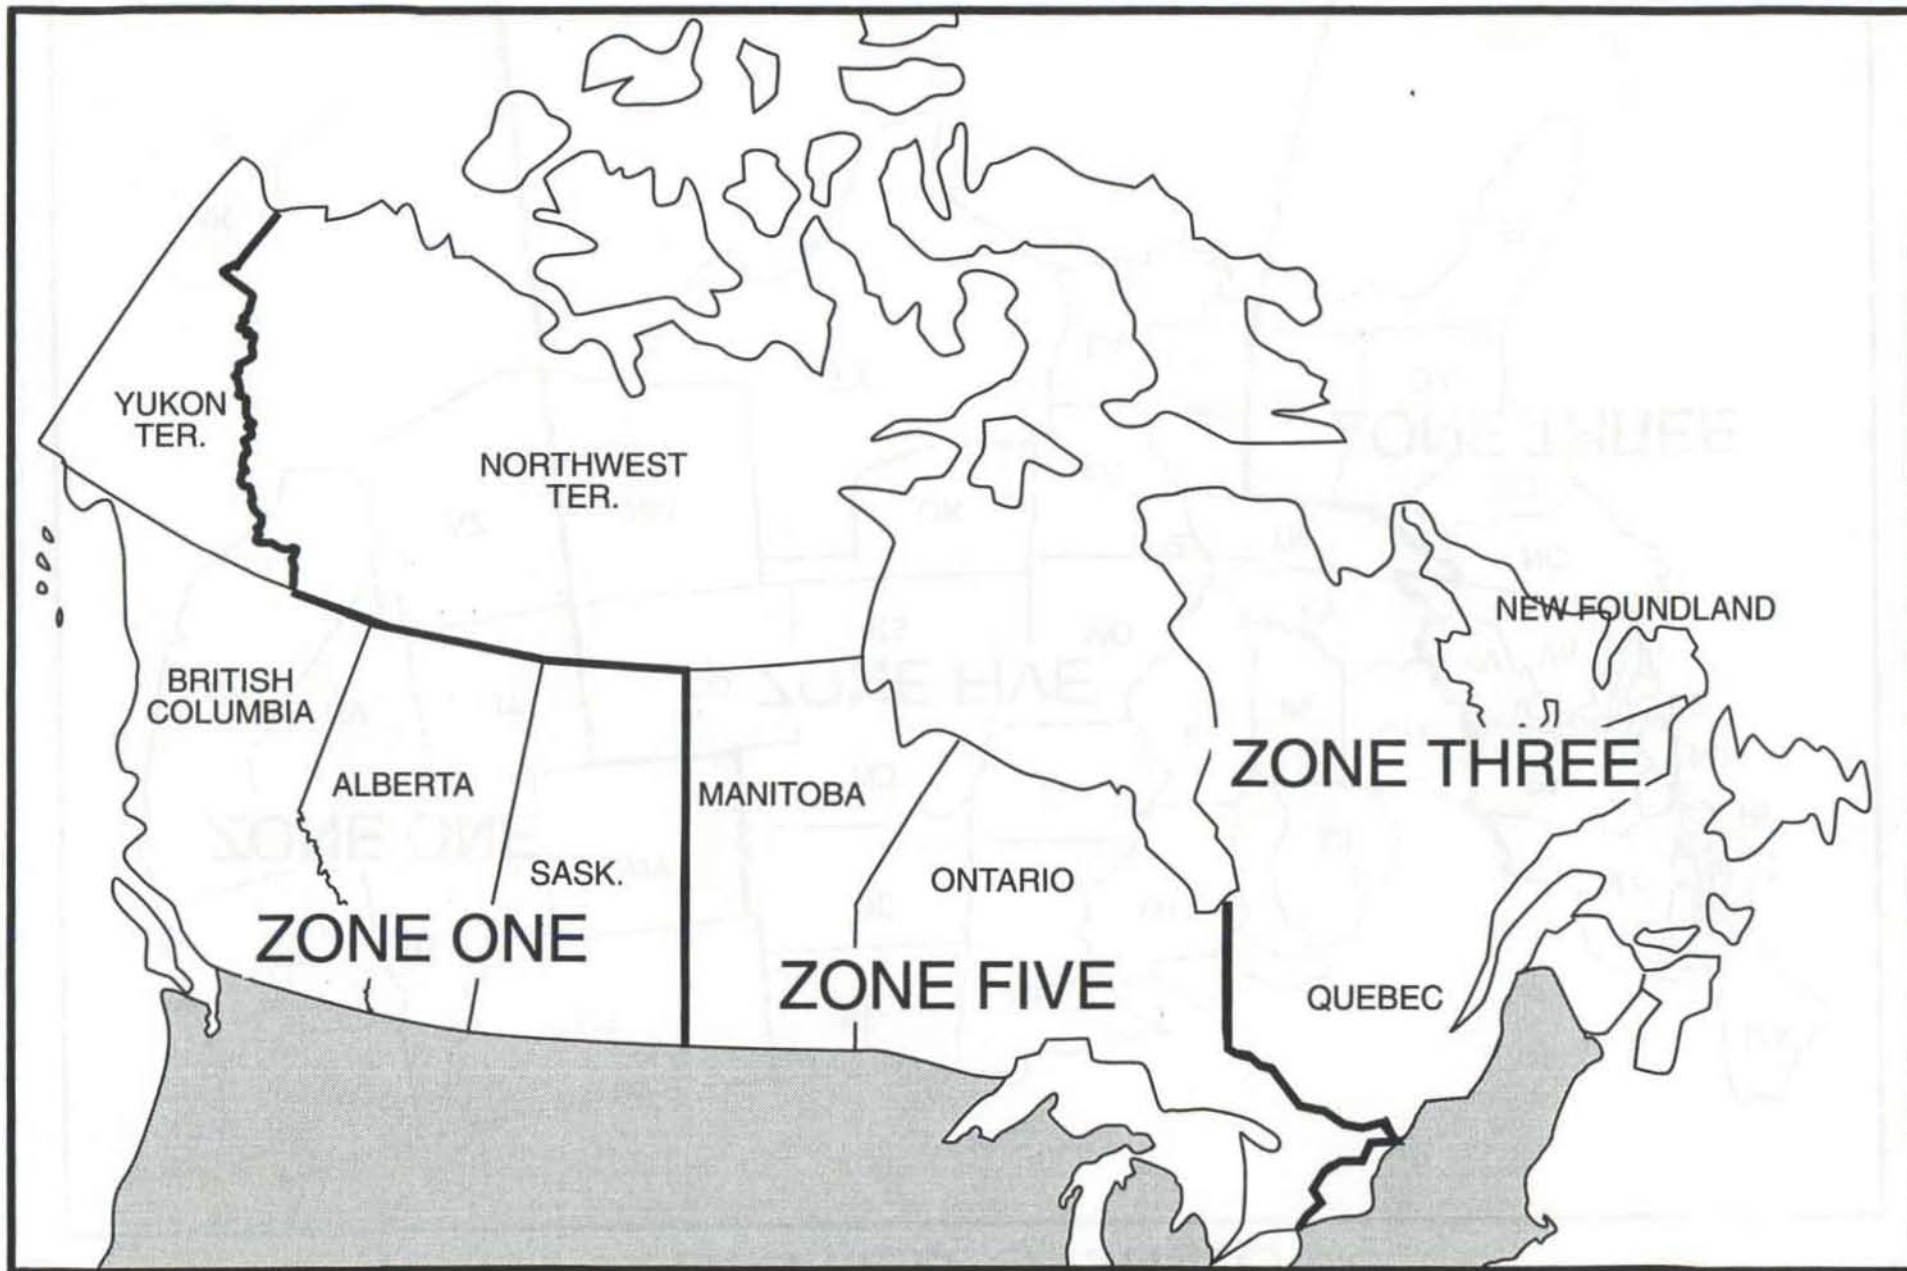 YUKON
TER.
NORTHWEST
TER.
NEW FOUNDLAND
BRITISH
COLUMBIA
ZONE THREE
ALBERTA
MANITOBA
SASK.
ONTARIO
ZONE ONE
ZONE FIVE
QUEBEC